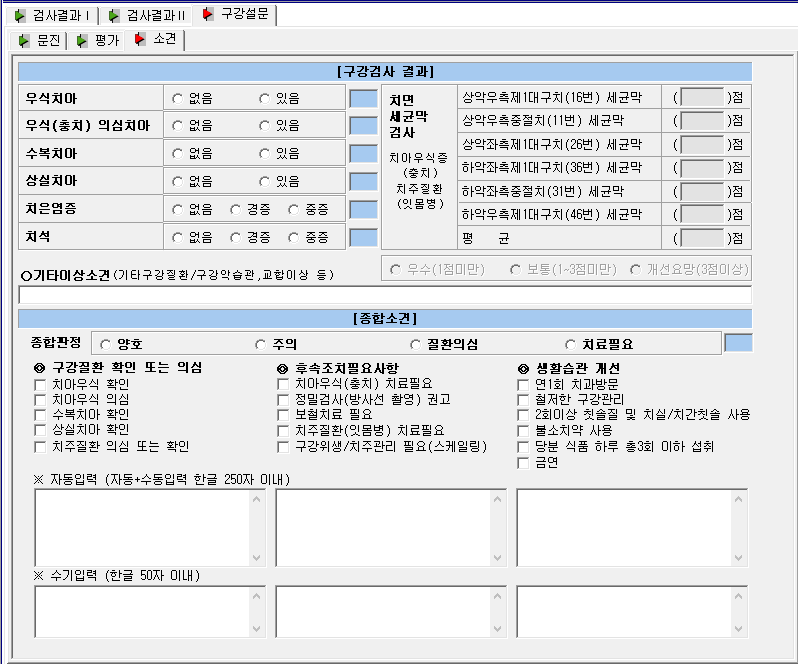 검사결과 I 검사결과 II 구강설문
문진 평가 소견
[구강검사 결과]
우식치아 없음 있음
우식(충치) 의심치아 없음 있음
수복치아 없음 있음
상실치아 없음 있음
치은염증 없음 경증 중증
치석 없음 경증 중증
치면
세균막
검사
치아우식증
(충치)
치주질환
(잇몸병)
상악우측제1대구치(16번) 세균막 ( )점
상악우측중절치(11번) 세균막 ( )점
상악좌측제1대구치(26번) 세균막 ( )점
하악좌측제1대구치(36번) 세균막 ( )점
하악좌측중절치(31번) 세균막 ( )점
하악우측제1대구치(46번) 세균막 ( )점
평 균 ( )점
우수(1점미만) 보통(1~3점미만) 개선요망(3점이상)
○기타이상소견(기타구강질환/구강악습관,교합이상 등)
[종합소견]
종합판정 양호 주의 질환의심 치료필요
◎ 구강질환 확인 또는 의심
치아우식 확인
치아우식 의심
수복치아 확인
상실치아 확인
치주질환 의심 또는 확인
◎ 후속조치필요사항
치아우식(충치) 치료필요
정밀검사(방사선 촬영) 권고
보철치료 필요
치주질환(잇몸병) 치료필요
구강위생/치주관리 필요(스케일링)
◎ 생활습관 개선
연1회 치과방문
철저한 구강관리
2회이상 칫솔질 및 치실/치간칫솔 사용
불소치약 사용
당분 식품 하루 총3회 이하 섭취
금연
※ 자동입력 (자동+수동입력 한글 250자 이내)
※ 수기입력 (한글 50자 이내)